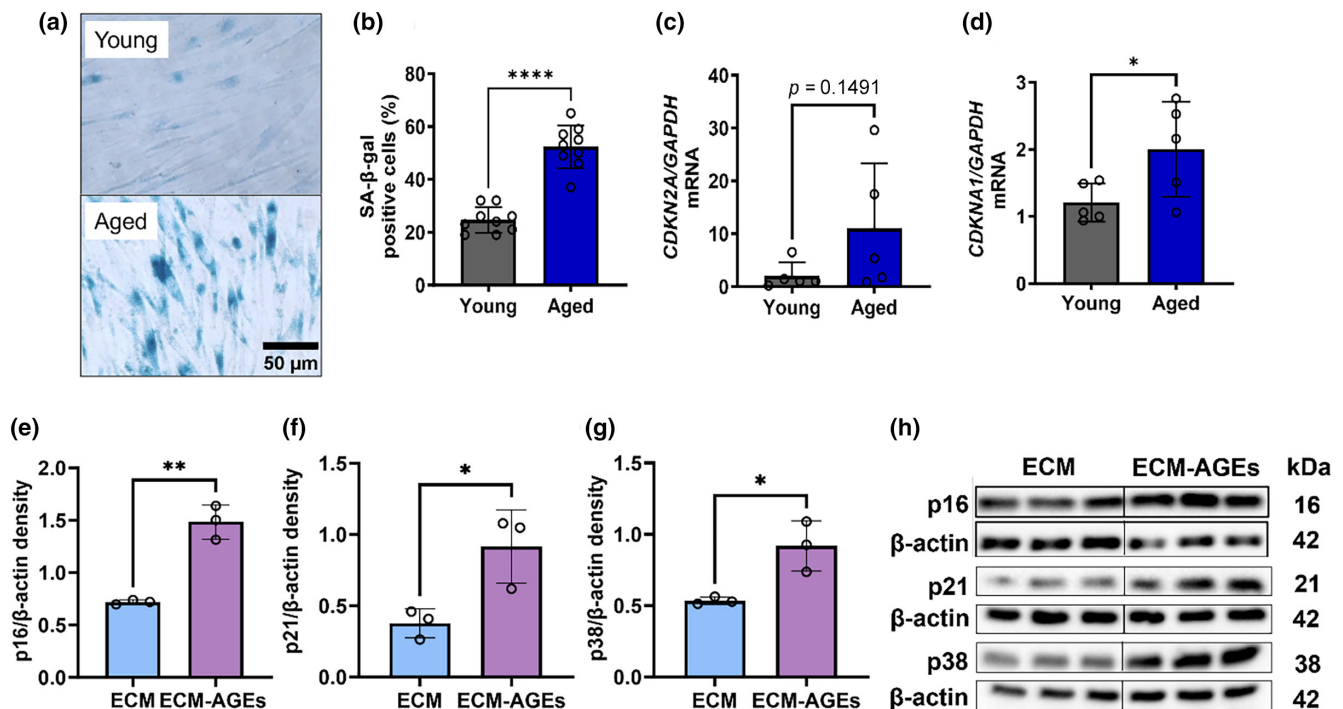 (a)
Young
Aged
50 µm
(b)
SA-β-gal
positive cells (%)
80
60
40
20
0
****
Young Aged
(c)
CDKN2A/GAPDH
mRNA
40
30
20
10
0
p = 0.1491
Young Aged
(d)
CDKNA1/GAPDH
mRNA
3
2
1
0
*
Young Aged
(e)
p16/β-actin density
2.0
1.5
1.0
0.5
0.0
**
ECM ECM-AGEs
(f)
p21/β-actin density
1.5
1.0
0.5
0.0
*
ECM ECM-AGEs
(g)
p38/β-actin density
1.5
1.0
0.5
0.0
*
ECM ECM-AGEs
(h)
ECM ECM-AGEs kDa
p16 16
β-actin 42
p21 21
β-actin 42
p38 38
β-actin 42